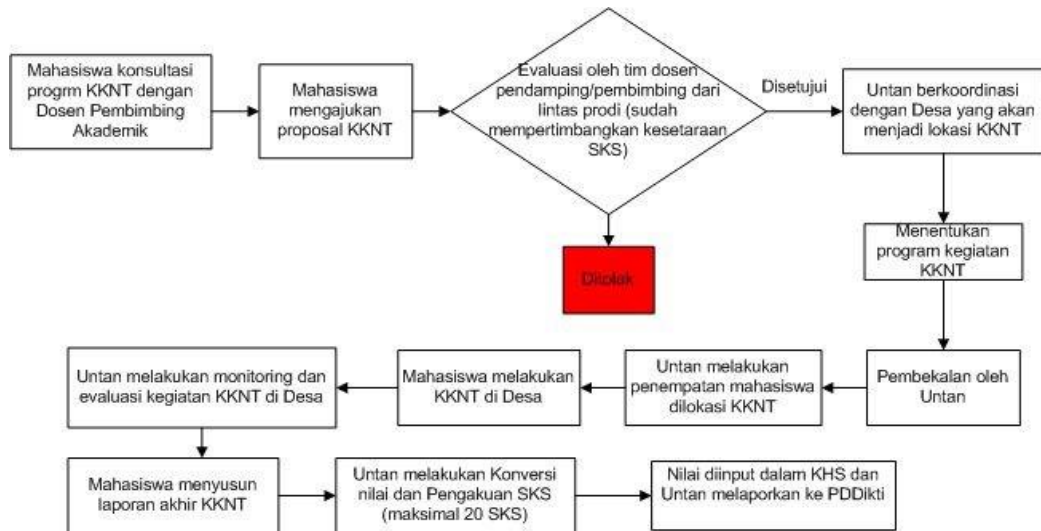 Mahasiswa konsultasi
progrm KKNT dengan
Dosen Pembimbing
Akademik
Mahasiswa
mengajukan
proposal KKNT
Evaluasi oleh tim dosen
pendamping/pembimbing dari
lintas prodi (sudah
mempertimbangkan kesetaraan
SKS)
Disetujui
Untan berkoordinasi
dengan Desa yang akan
menjadi lokasi KKNT
Ditolak
Menentukan
program kegiatan
KKNT
Pembekalan oleh
Untan
Untan melakukan
penempatan mahasiswa
dilokasi KKNT
Mahasiswa melakukan
KKNT di Desa
Untan melakukan monitoring dan
evaluasi kegiatan KKNT di Desa
Mahasiswa menyusun
laporan akhir KKNT
Untan melakukan Konversi
nilai dan Pengakuan SKS
(maksimal 20 SKS)
Nilai diinput dalam KHS dan
Untan melaporkan ke PDDikti